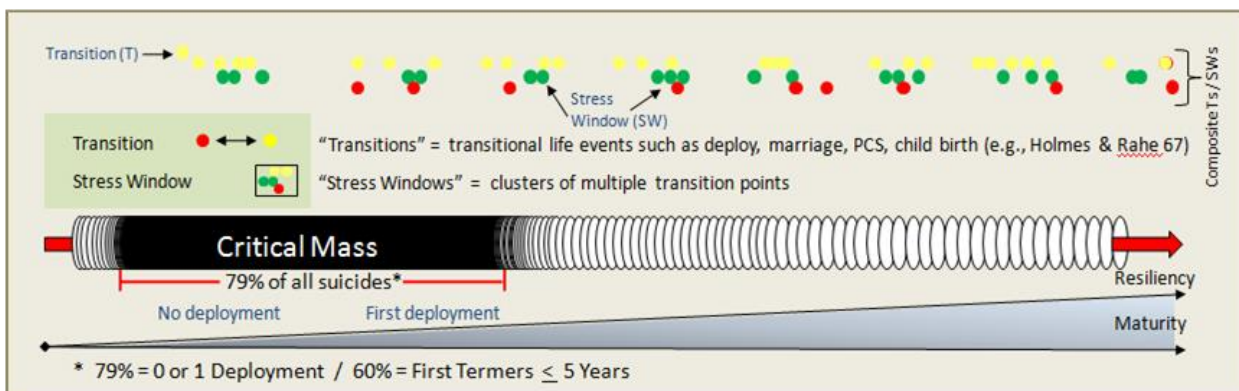 Transition (T)
Stress
Window (SW)
Composite Ts / SWs
Transition
"Transitions" = transitional life events such as deploy, marriage, PCS, child birth (e.g., Holmes & Rahe 67)
Stress Window
"Stress Windows" = clusters of multiple transition points
Critical Mass
79% of all suicides*
Resiliency
No deployment
First deployment
Maturity
* 79% = 0 or 1 Deployment / 60% = First Termers ≤ 5 Years